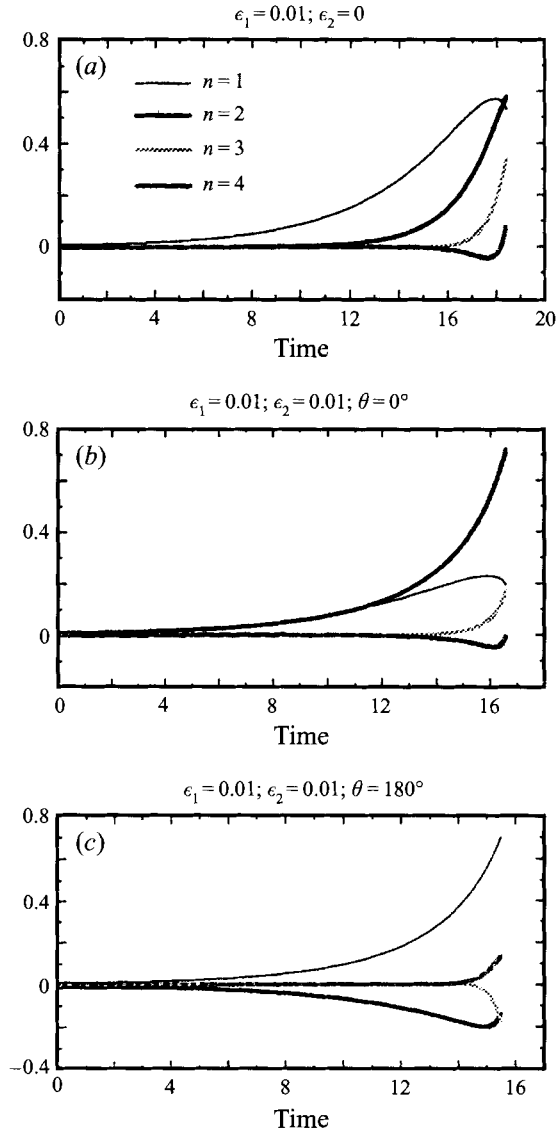 ϵ₁ = 0.01; ϵ₂ = 0
(a)
0.8
0.4
0
n = 1
n = 2
n = 3
n = 4
0 4 8 12 16 18 20
Time
ϵ₁ = 0.01; ϵ₂ = 0.01; θ = 0°
(b)
0.8
0.4
0
0 4 8 12 16
Time
ϵ₁ = 0.01; ϵ₂ = 0.01; θ = 180°
(c)
0.8
0.4
0
−0.4
0 4 8 12 16
Time